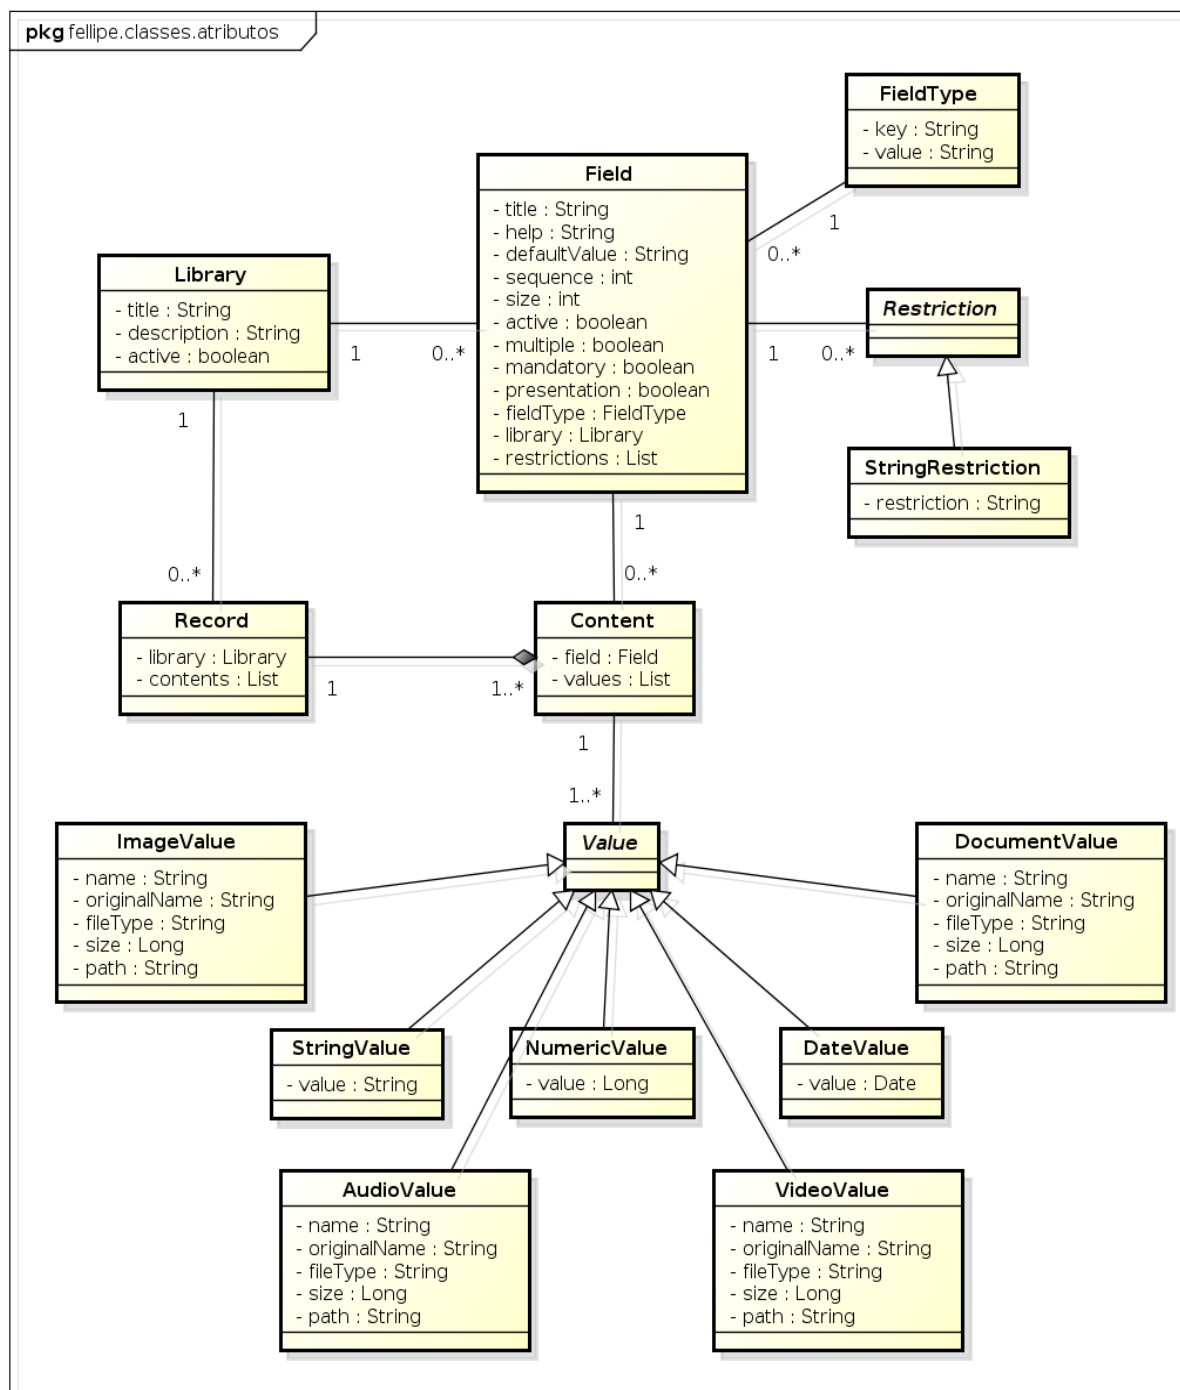 pkg fellipe.classes.atributos
FieldType
- key : String
- value : String
Field
- title : String
- help : String
- defaultValue : String
- sequence : int
- size : int
- active : boolean
- multiple : boolean
- mandatory : boolean
- presentation : boolean
- fieldType : FieldType
- library : Library
- restrictions : List
1
0..*
Library
- title : String
- description : String
- active : boolean
1
0..*
Restriction
1
0..*
StringRestriction
- restriction : String
1
0..*
1
0..*
Record
- library : Library
- contents : List
1
1..*
Content
- field : Field
- values : List
1
1..*
Value
ImageValue
- name : String
- originalName : String
- fileType : String
- size : Long
- path : String
DocumentValue
- name : String
- originalName : String
- fileType : String
- size : Long
- path : String
StringValue
- value : String
NumericValue
- value : Long
DateValue
- value : Date
AudioValue
- name : String
- originalName : String
- fileType : String
- size : Long
- path : String
VideoValue
- name : String
- originalName : String
- fileType : String
- size : Long
- path : String